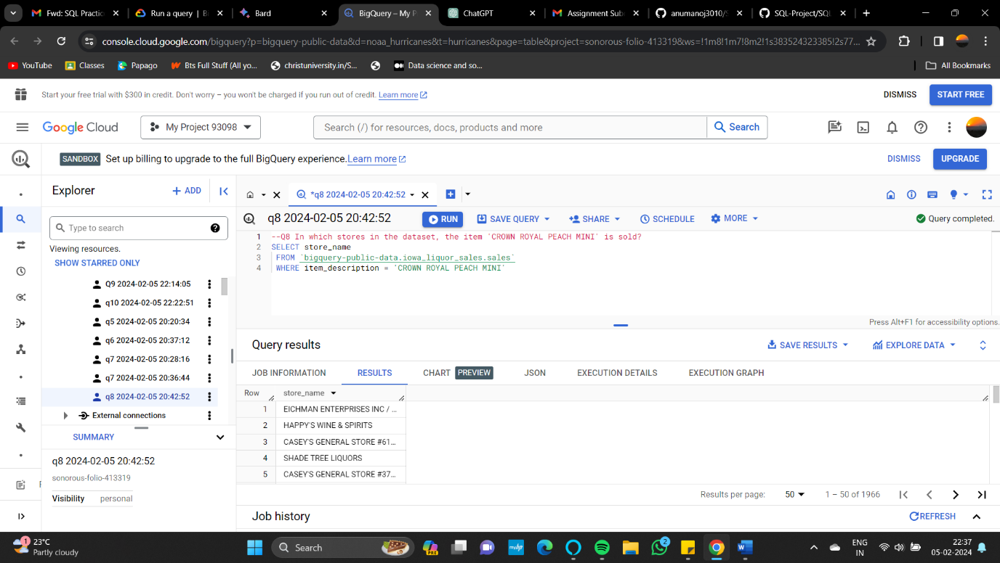 Fwd: SQL Practic
Run a query | B
Bard
BigQuery – My P
ChatGPT
Assignment Sub
anumanoj3010/S
SQL-Project/SQL
console.cloud.google.com/bigquery?p=bigquery-public-data&d=noaa_hurricanes&t=hurricanes&page=table&project=sonorous-folio-413319&ws=!1m8!1m7!8m2!1s383524323385!2s77...
YouTube
Classes
Papago
Bts Full Stuff (All yo...
christuniversity.in/S...
Data science and so...
All Bookmarks
Start your free trial with $300 in credit. Don't worry – you won't be charged if you run out of credit. Learn more
DISMISS
START FREE
Google Cloud
My Project 93098
Search (/) for resources, docs, products and more
Search
SANDBOX Set up billing to upgrade to the full BigQuery experience. Learn more
DISMISS
UPGRADE
Explorer
+ ADD
*q8 2024-02-05 20:42:52
q8 2024-02-05 20:42:52
RUN
SAVE QUERY
SHARE
SCHEDULE
MORE
Query completed.
Type to search
Viewing resources.
SHOW STARRED ONLY
Q9 2024-02-05 22:14:05
q10 2024-02-05 22:22:51
q5 2024-02-05 20:20:34
q6 2024-02-05 20:37:12
q7 2024-02-05 20:28:16
q7 2024-02-05 20:36:44
q8 2024-02-05 20:42:52
External connections
SUMMARY
q8 2024-02-05 20:42:52
sonorous-folio-413319
Visibility personal
1 --Q8 In which stores in the dataset, the item `CROWN ROYAL PEACH MINI` is sold?
2 SELECT store_name
3 FROM `bigquery-public-data.iowa_liquor_sales.sales`
4 WHERE item_description = 'CROWN ROYAL PEACH MINI'
Press Alt+F1 for accessibility options.
Query results
SAVE RESULTS
EXPLORE DATA
JOB INFORMATION
RESULTS
CHART PREVIEW
JSON
EXECUTION DETAILS
EXECUTION GRAPH
Row store_name
1 EICHMAN ENTERPRISES INC / ...
2 HAPPY'S WINE & SPIRITS
3 CASEY'S GENERAL STORE #61...
4 SHADE TREE LIQUORS
5 CASEY'S GENERAL STORE #37...
Results per page: 50 1 – 50 of 1966
Job history
REFRESH
1
23°C
Partly cloudy
Search
PRE
myhp
2
W
ENG
IN
22:37
05-02-2024